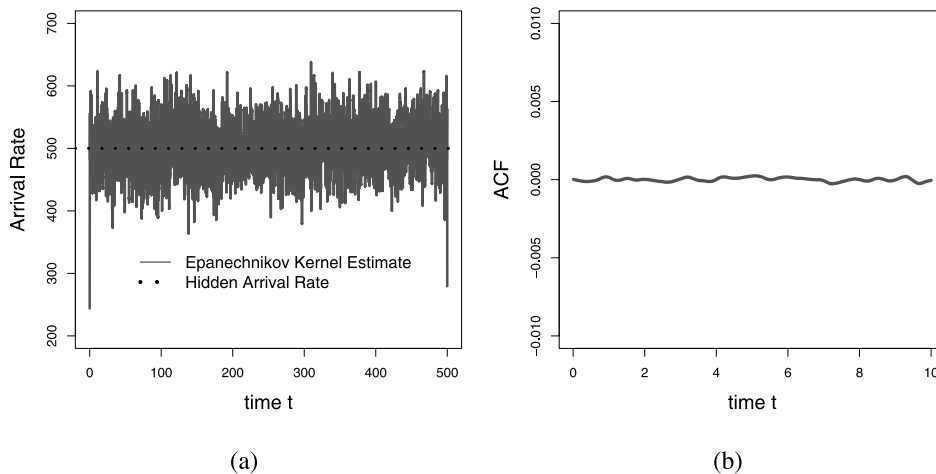 700
600
500
400
300
200
Arrival Rate
Epanechnikov Kernel Estimate
Hidden Arrival Rate
0 100 200 300 400 500
time t
(a)
0.010
0.005
0.000
−0.005
−0.010
ACF
0 2 4 6 8 10
time t
(b)